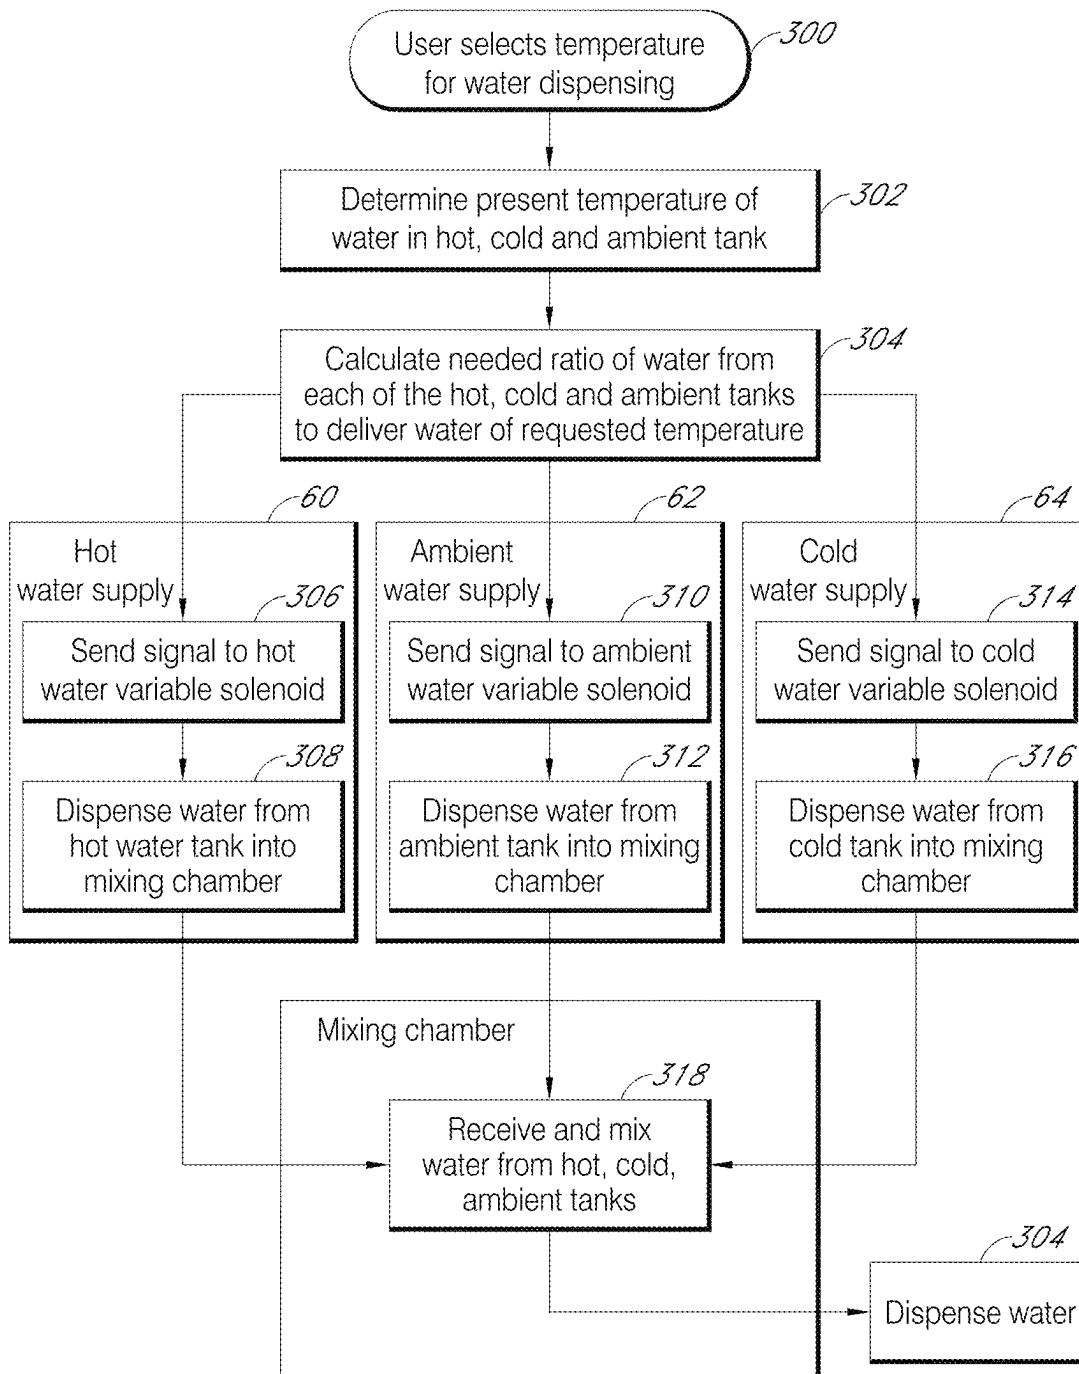 300
User selects temperature
for water dispensing
302
Determine present temperature of
water in hot, cold and ambient tank
304
Calculate needed ratio of water from
each of the hot, cold and ambient tanks
to deliver water of requested temperature
60
Hot
water supply
306
Send signal to hot
water variable solenoid
308
Dispense water from
hot water tank into
mixing chamber
62
Ambient
water supply
310
Send signal to ambient
water variable solenoid
312
Dispense water from
ambient tank into mixing
chamber
64
Cold
water supply
314
Send signal to cold
water variable solenoid
316
Dispense water from
cold tank into mixing
chamber
Mixing chamber
318
Receive and mix
water from hot, cold,
ambient tanks
304
Dispense water